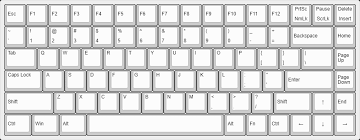 Esc F1 F2 F3 F4 F5 F6 F7 F8 F9 F10 F11 F12 PrtSc NmLk Pause ScrLk Delete Insert
~ ` ! 1 @ 2 # 3 $ 4 % 5 ^ 6 & 7 * 8 ( 9 ) 0 _ - + = Backspace Home
Tab Q W E R T Y U I O P { [ } ] | \ Page Up
Caps Lock A S D F G H J K L : ; " ' Enter Page Down
Shift Z X C V B N M < , > . ? / Shift ↑ End
Ctrl Win Alt Alt Fn Ctrl ← ↓ →